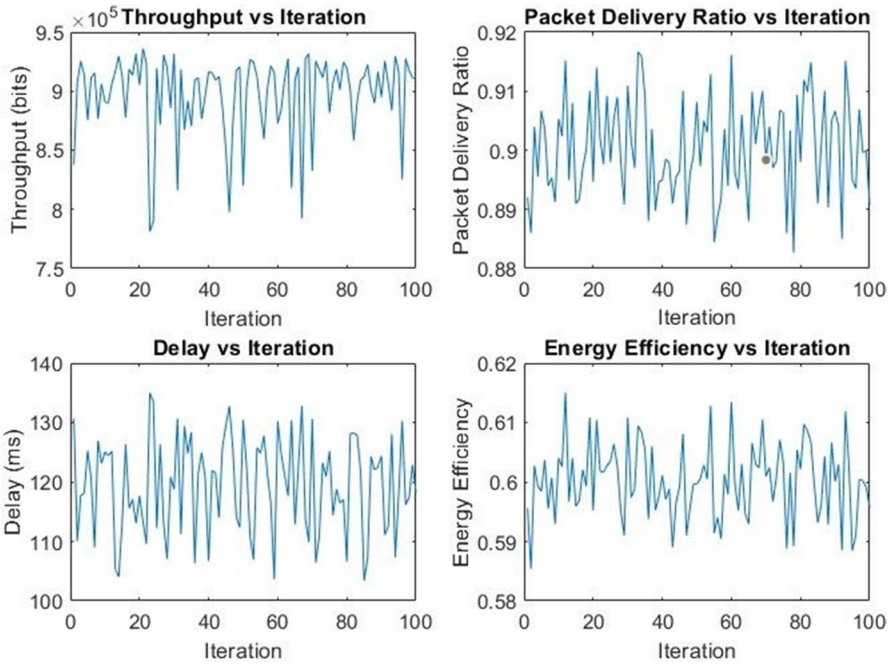 ×10⁵ Throughput vs Iteration
9.5
9
8.5
8
7.5
Throughput (bits)
0 20 40 60 80 100
Iteration
Packet Delivery Ratio vs Iteration
0.92
0.91
0.9
0.89
0.88
Packet Delivery Ratio
0 20 40 60 80 100
Iteration
Delay vs Iteration
140
130
120
110
100
Delay (ms)
0 20 40 60 80 100
Iteration
Energy Efficiency vs Iteration
0.62
0.61
0.6
0.59
0.58
Energy Efficiency
0 20 40 60 80 100
Iteration